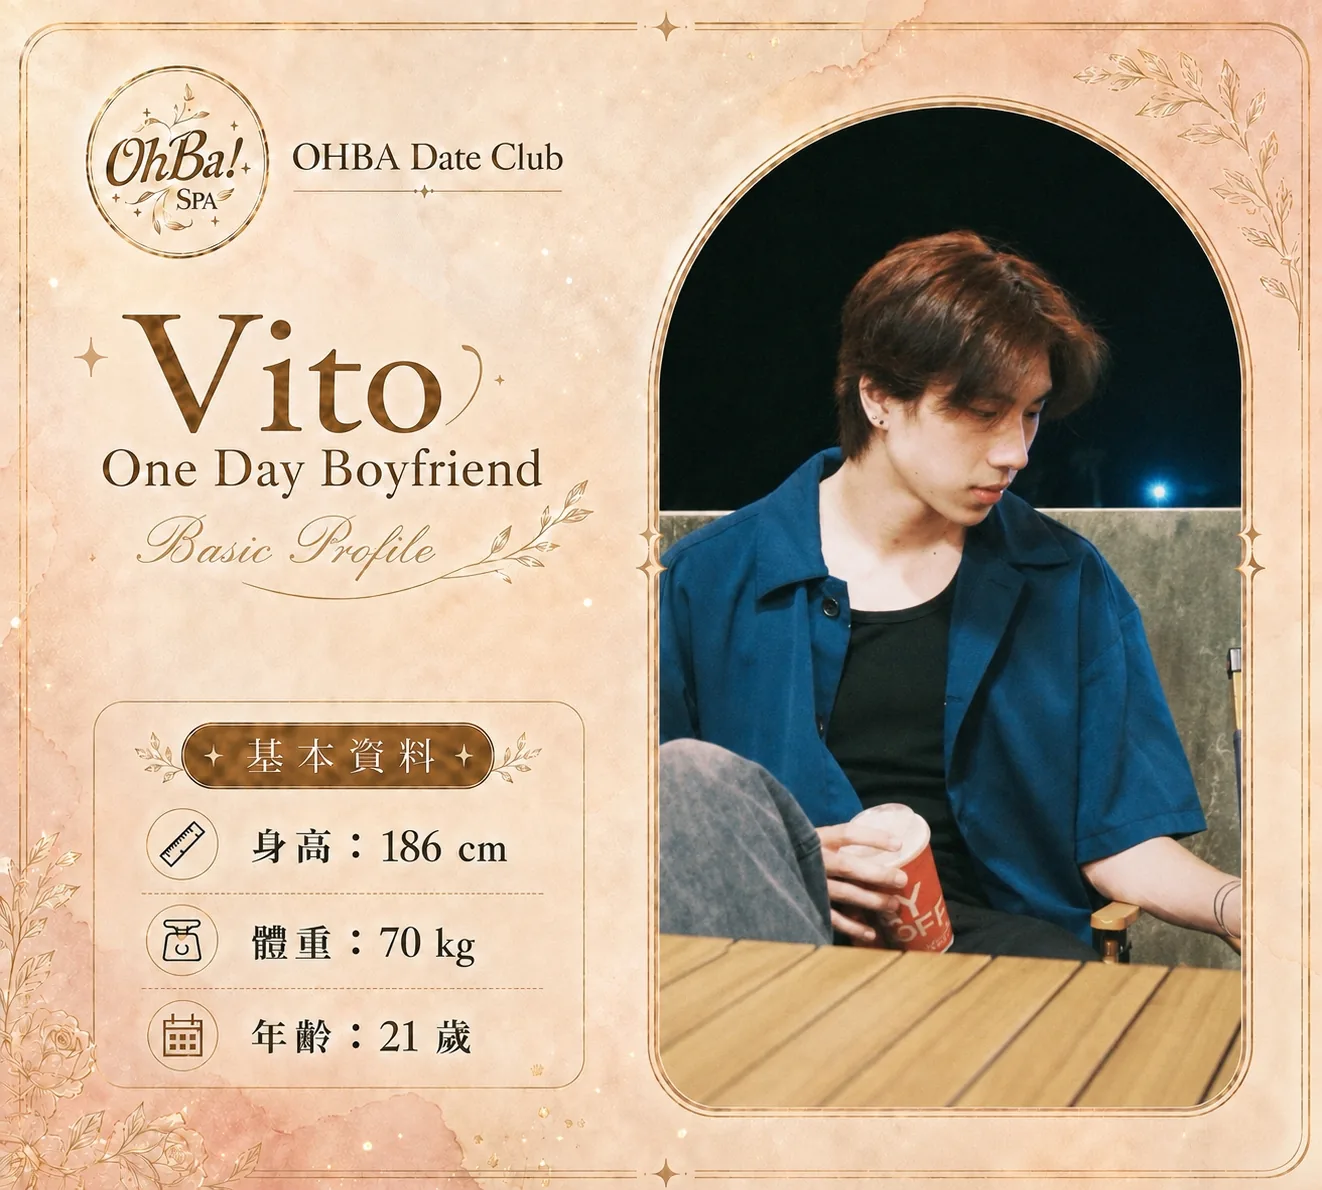 OhBa!
SPA
OHBA Date Club
Vito
One Day Boyfriend
Basic Profile
基本資料
身高：186 cm
體重：70 kg
年齡：21 歲